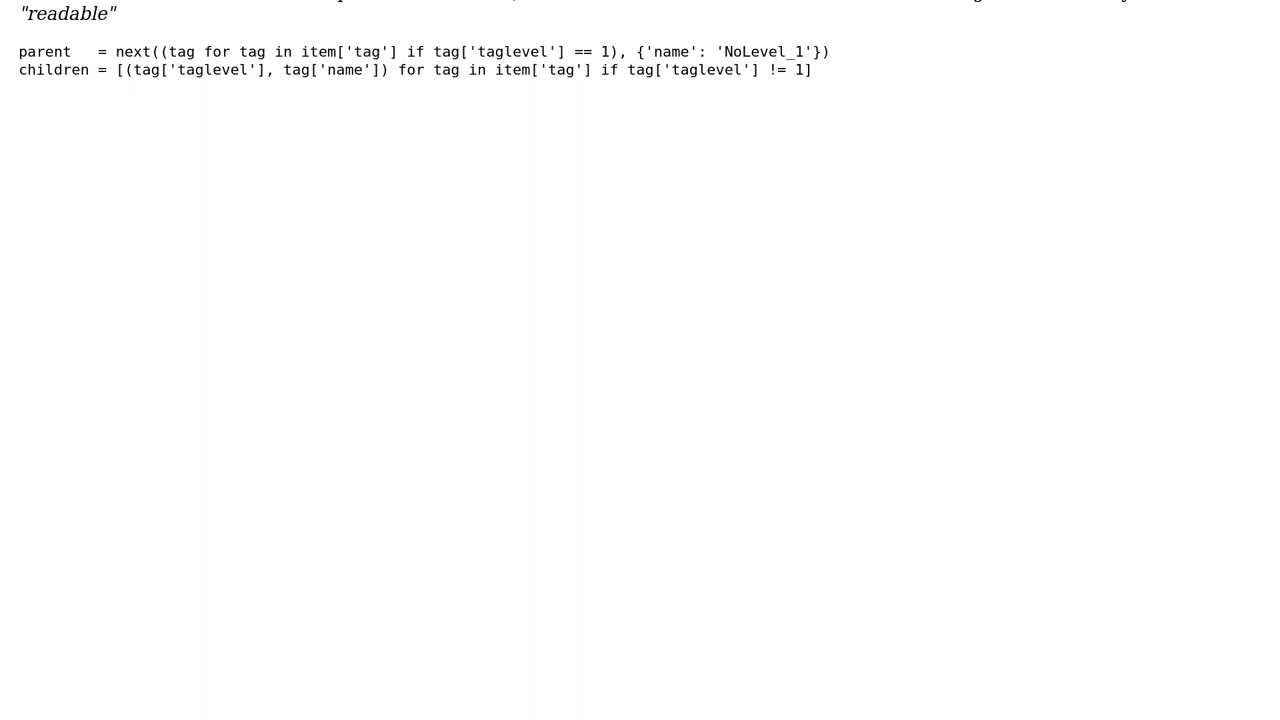 "readable"
parent   = next((tag for tag in item['tag'] if tag['taglevel'] == 1), {'name': 'NoLevel_1'})
children = [(tag['taglevel'], tag['name']) for tag in item['tag'] if tag['taglevel'] != 1]